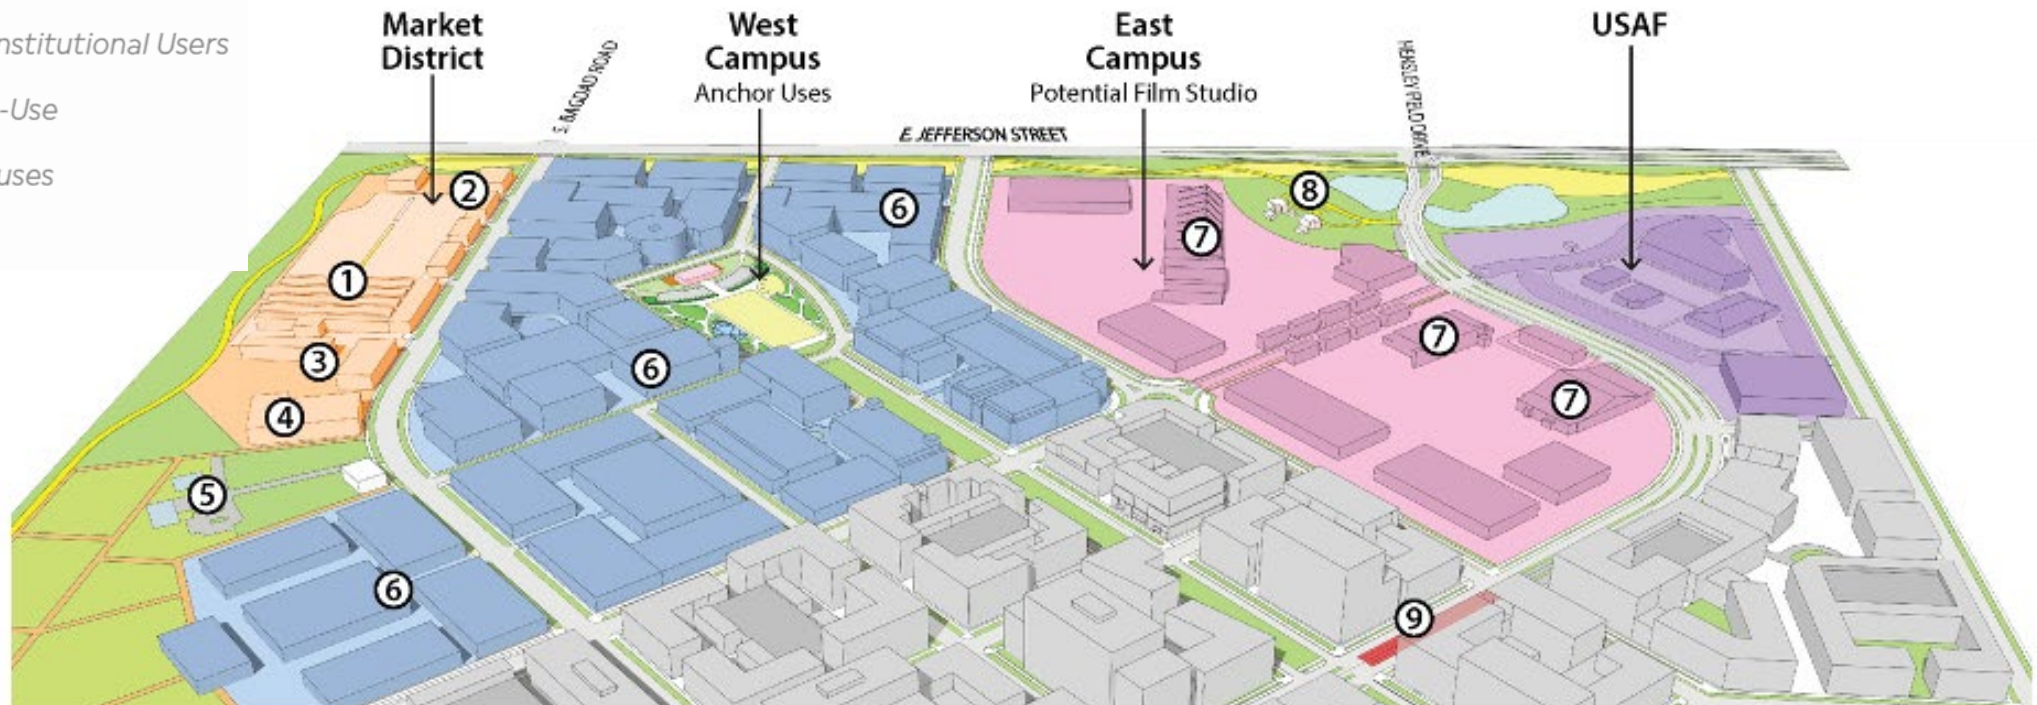 nstitutional Users
-Use
uses
Market
District
S. BAGDAD ROAD
West
Campus
Anchor Uses
E. JEFFERSON STREET
East
Campus
Potential Film Studio
HENSLEY FIELD DRIVE
USAF
2
6
8
7
1
7
3
6
7
4
5
6
9